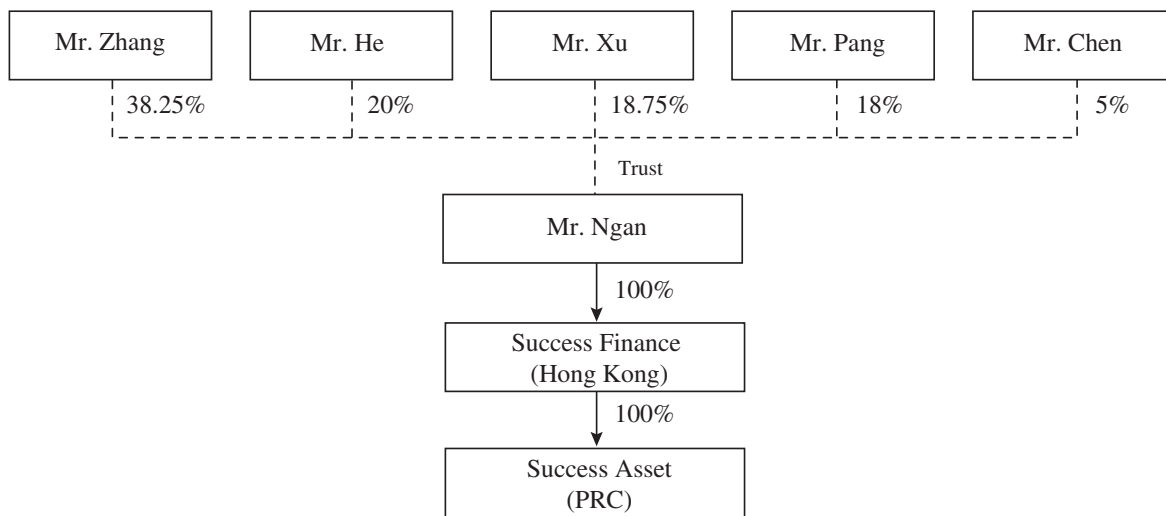 Mr. Zhang
Mr. He
Mr. Xu
Mr. Pang
Mr. Chen
38.25%
20%
18.75%
18%
5%
Trust
Mr. Ngan
100%
Success Finance
(Hong Kong)
100%
Success Asset
(PRC)